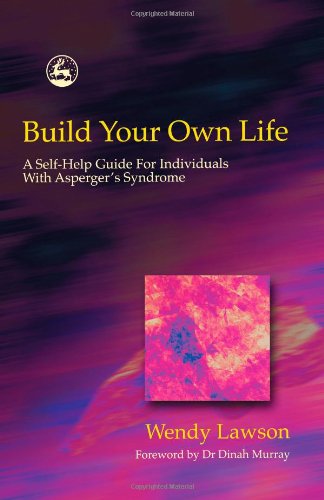 Build Your Own Life
A Self-Help Guide For Individuals
With Asperger's Syndrome
Wendy Lawson
Foreword by Dr Dinah Murray